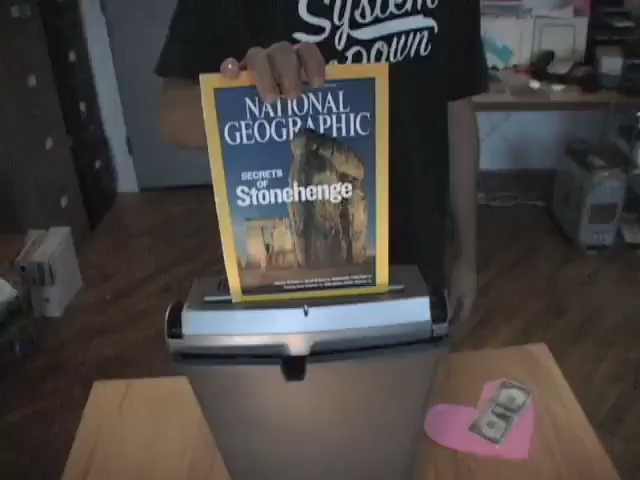 System
Down
NATIONAL
GEOGRAPHIC
SECRETS
OF
Stonehenge